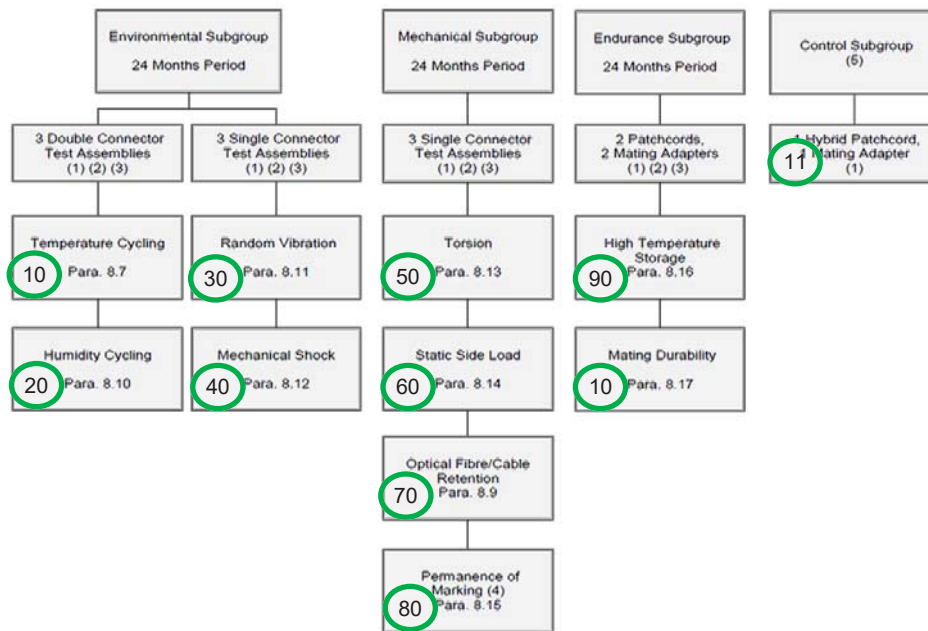 Environmental Subgroup
24 Months Period
Mechanical Subgroup
24 Months Period
Endurance Subgroup
24 Months Period
Control Subgroup
(5)
3 Double Connector
Test Assemblies
(1) (2) (3)
3 Single Connector
Test Assemblies
(1) (2) (3)
3 Single Connector
Test Assemblies
(1) (2) (3)
2 Patchcords,
2 Mating Adapters
(1) (2) (3)
1 Hybrid Patchcord,
1 Mating Adapter
(1)
11
Temperature Cycling
Para. 8.7
10
Random Vibration
Para. 8.11
30
Torsion
Para. 8.13
50
High Temperature
Storage
Para. 8.16
90
Humidity Cycling
Para. 8.10
20
Mechanical Shock
Para. 8.12
40
Static Side Load
Para. 8.14
60
Mating Durability
Para. 8.17
10
Optical Fibre/Cable
Retention
Para. 8.9
70
Permanence of
Marking (4)
Para. 8.15
80